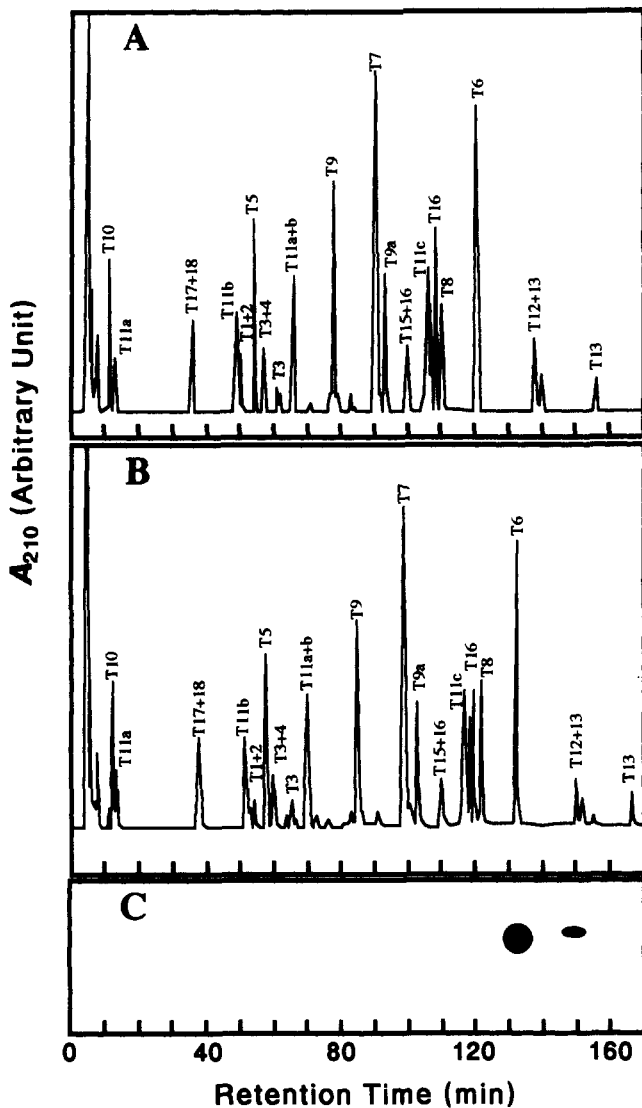 A
T10
T11a
T17+18
T11b
T1+2
T5
T3+4
T3
T11a+b
T9
T7
T9a
T15+16
T11c
T16
T8
T6
T12+13
T13
B
T10
T11a
T17+18
T11b
T1+2
T5
T3+4
T3
T11a+b
T9
T7
T9a
T15+16
T11c
T16
T8
T6
T12+13
T13
C
A210 (Arbitrary Unit)
0 40 80 120 160
Retention Time (min)